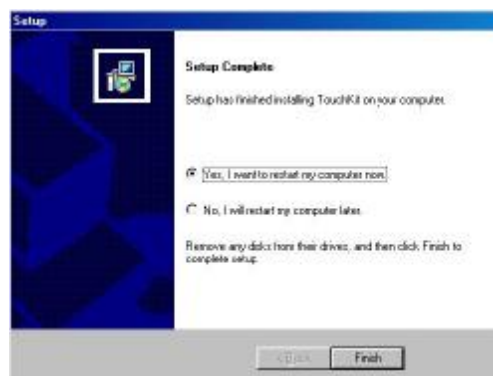 Setup
Setup Complete
Setup has finished installing TouchKit on your computer.
Yes, I want to restart my computer now.
No, I will restart my computer later.
Remove any disks from their drives, and then click Finish to
complete setup.
< Back
Finish